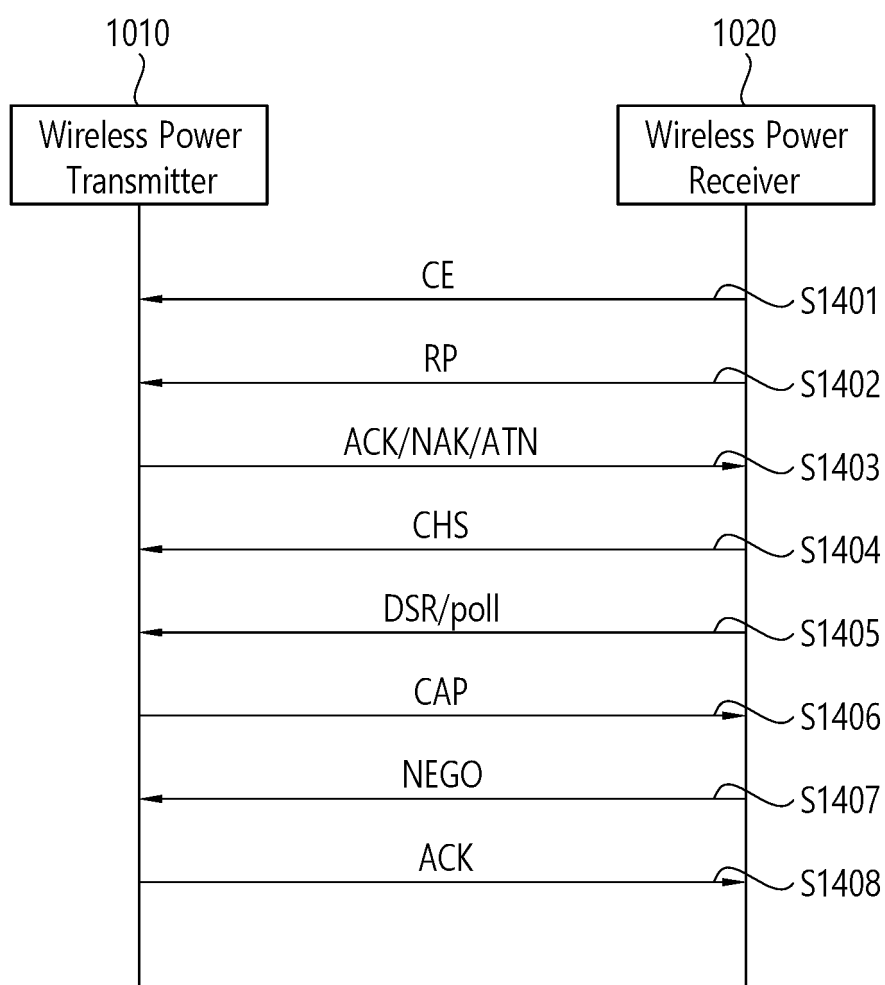 1010
1020
Wireless Power
Transmitter
Wireless Power
Receiver
CE
S1401
RP
S1402
ACK/NAK/ATN
S1403
CHS
S1404
DSR/poll
S1405
CAP
S1406
NEGO
S1407
ACK
S1408